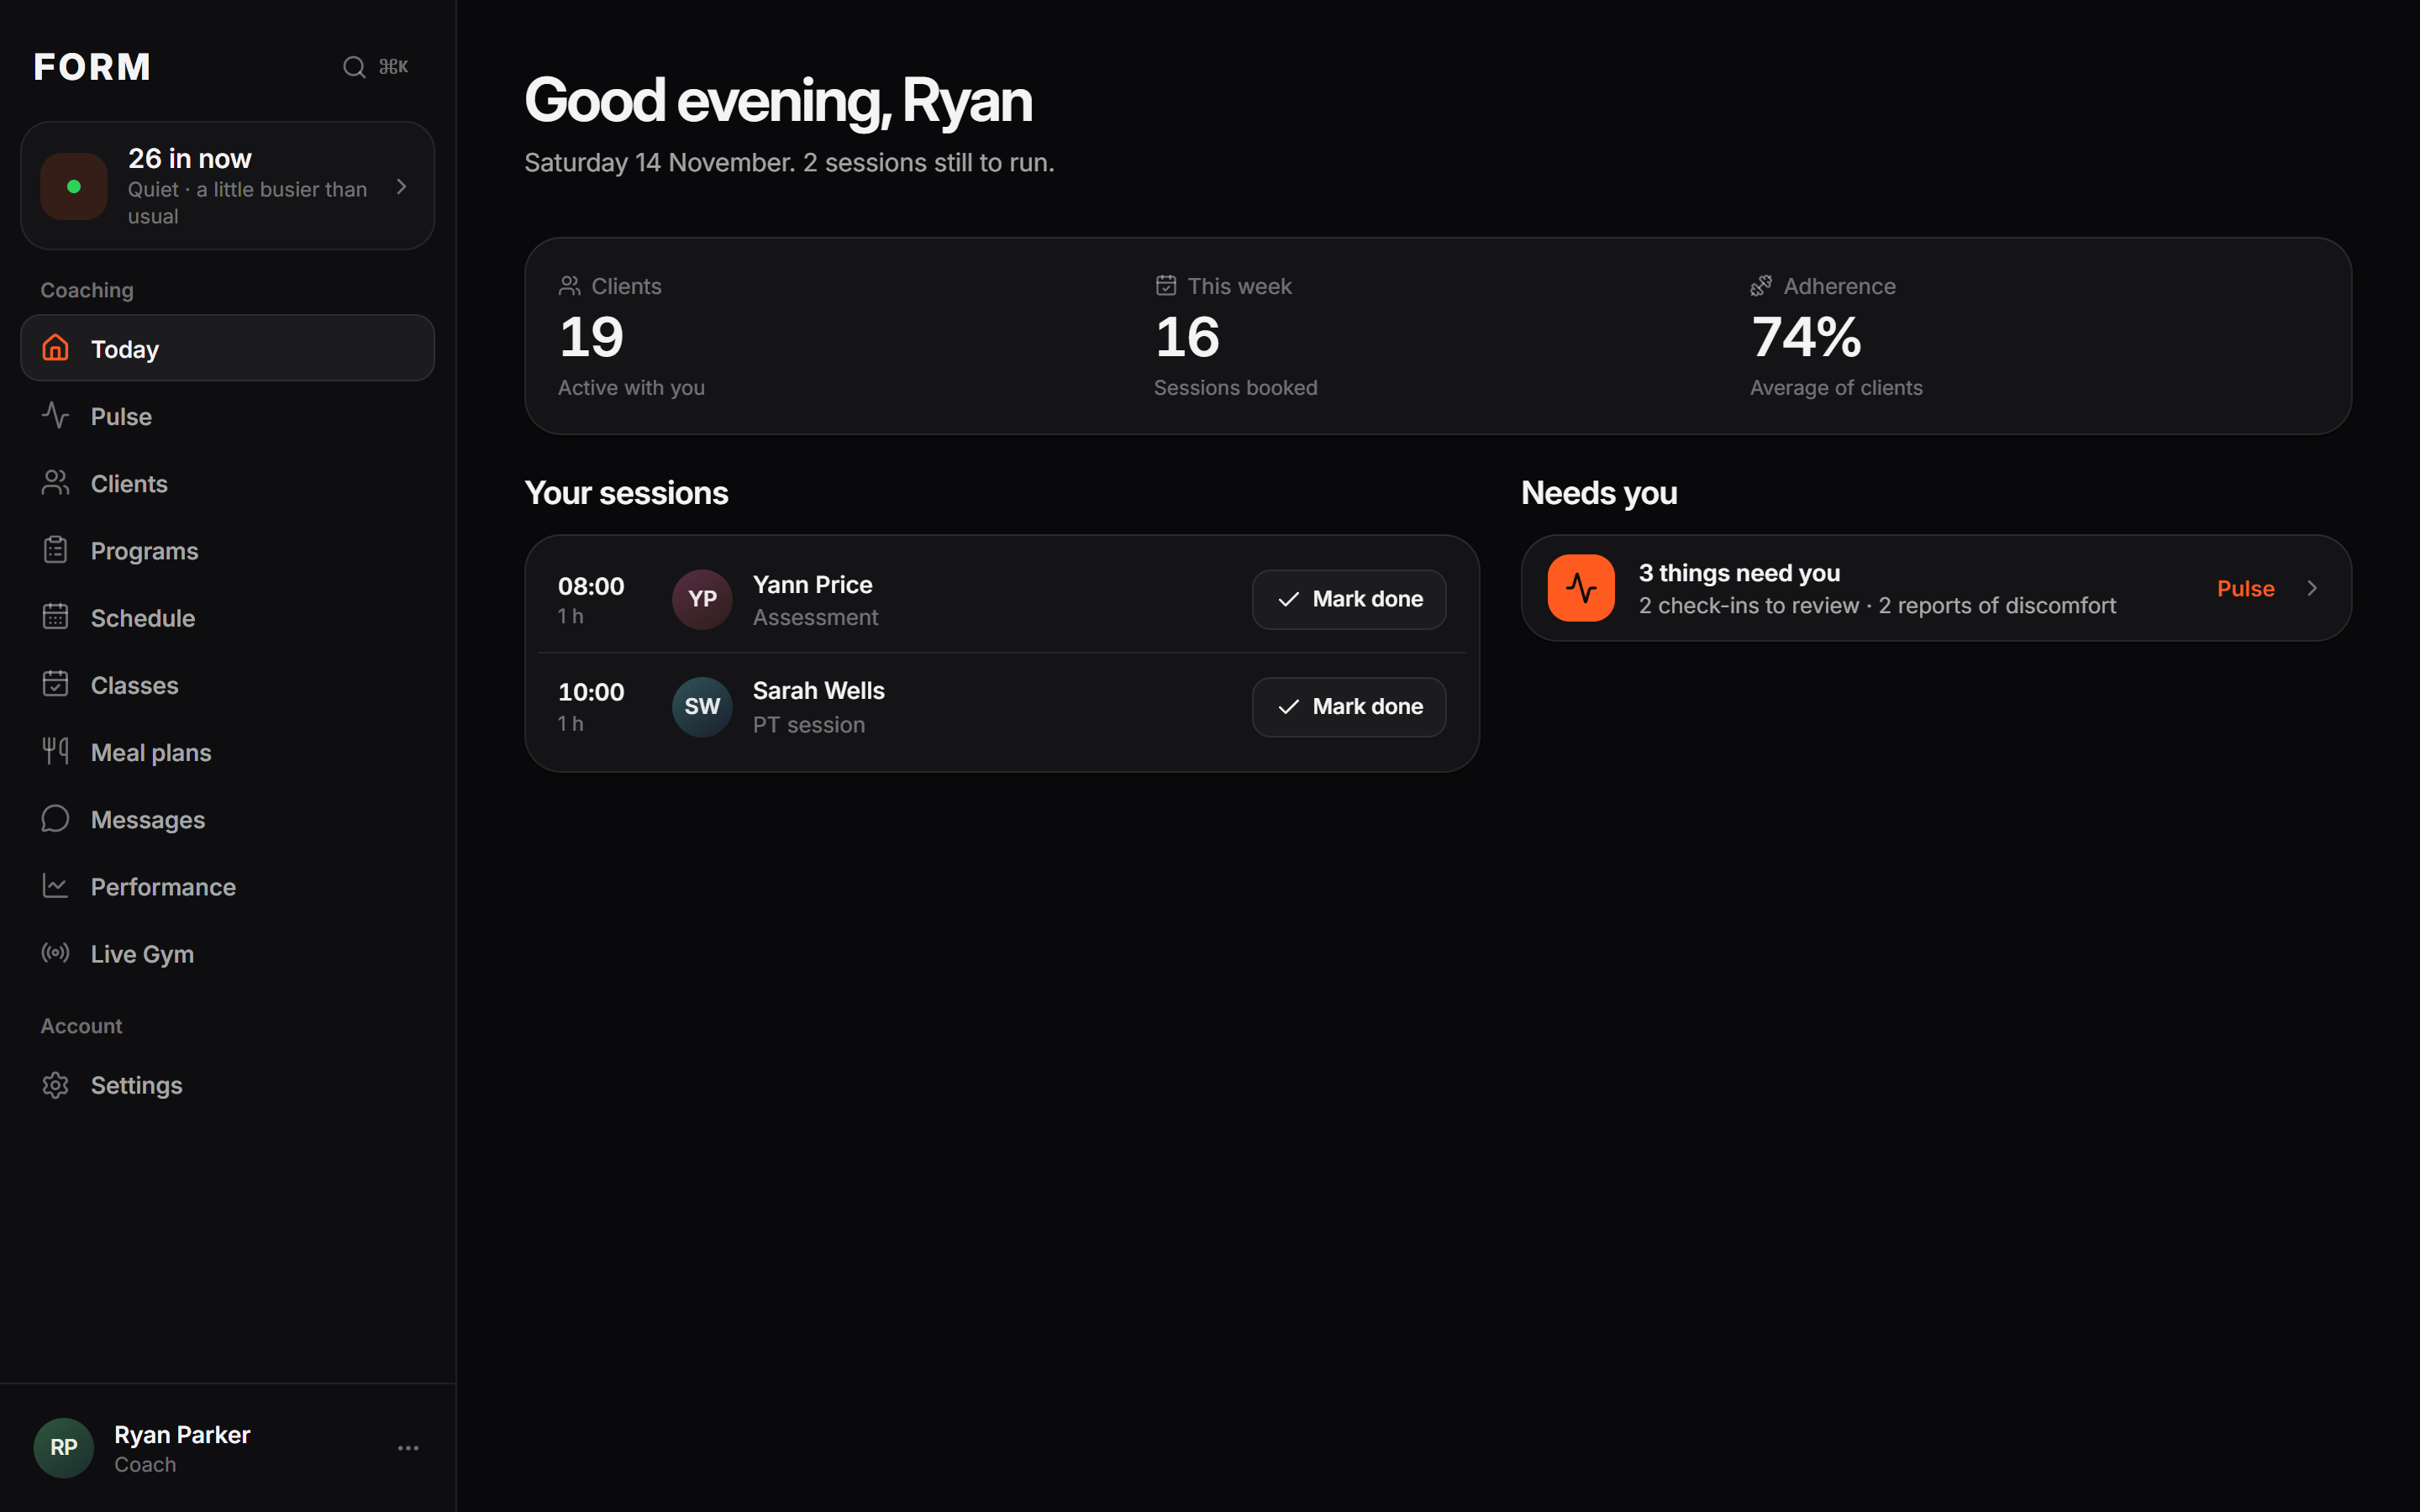 FORM
⌘K
26 in now
Quiet · a little busier than
usual
Coaching
Today
Pulse
Clients
Programs
Schedule
Classes
Meal plans
Messages
Performance
Live Gym
Account
Settings
RP
Ryan Parker
Coach
Good evening, Ryan
Saturday 14 November. 2 sessions still to run.
Clients
19
Active with you
This week
16
Sessions booked
Adherence
74%
Average of clients
Your sessions
08:00
1 h
YP
Yann Price
Assessment
Mark done
10:00
1 h
SW
Sarah Wells
PT session
Mark done
Needs you
3 things need you
2 check-ins to review · 2 reports of discomfort
Pulse